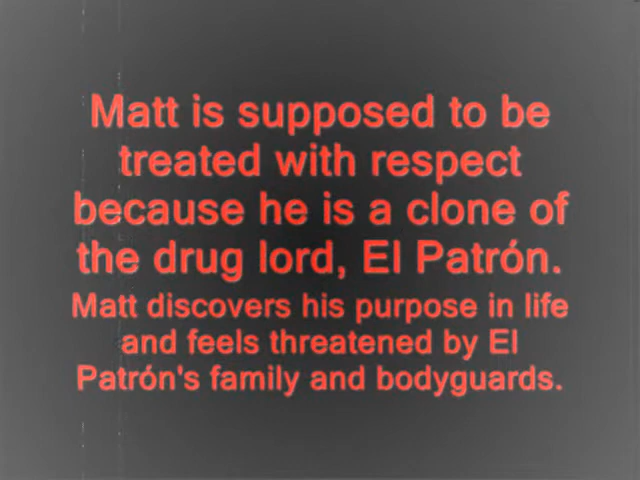 Matt is supposed to be
treated with respect
because he is a clone of
the drug lord, El Patrón.
Matt discovers his purpose in life
and feels threatened by El
Patrón's family and bodyguards.